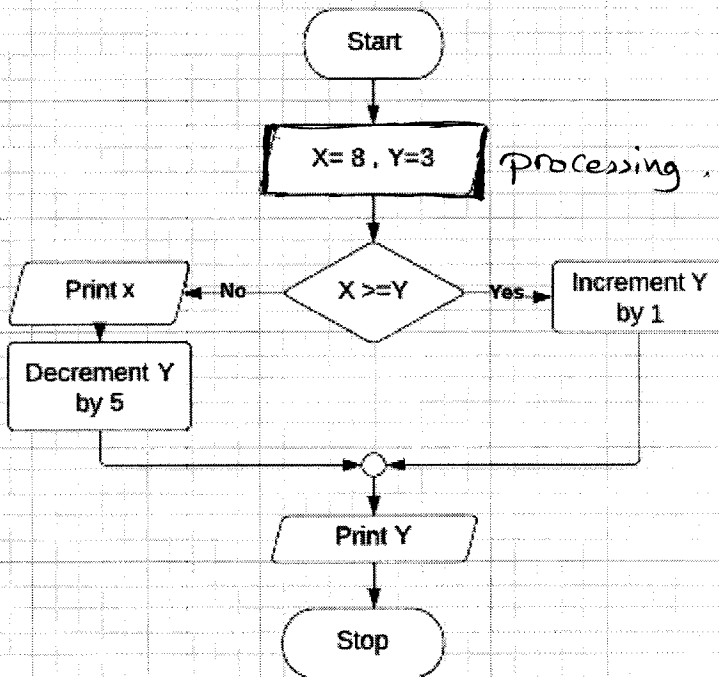 Start
X= 8 , Y=3
processing .
X >=Y
No
Yes
Print x
Increment Y
by 1
Decrement Y
by 5
Print Y
Stop